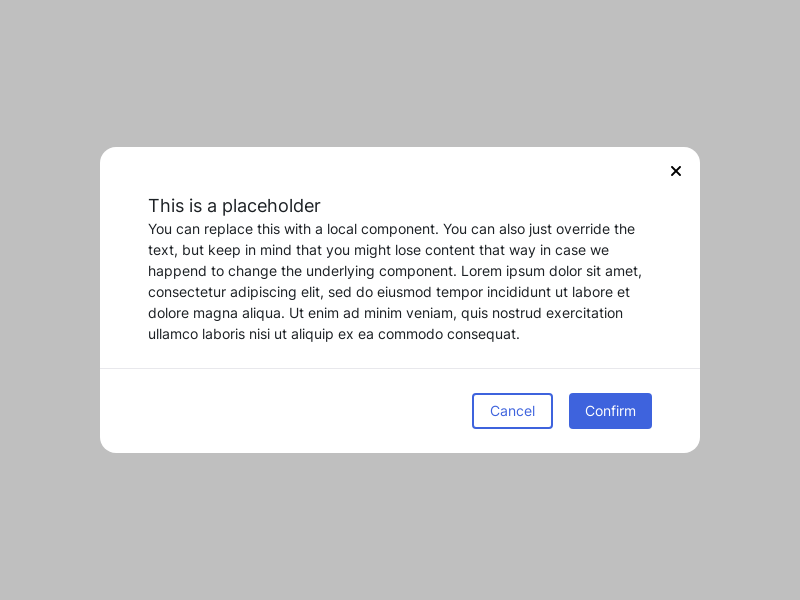 This is a placeholder
You can replace this with a local component. You can also just override the
text, but keep in mind that you might lose content that way in case we
happend to change the underlying component. Lorem ipsum dolor sit amet,
consectetur adipiscing elit, sed do eiusmod tempor incididunt ut labore et
dolore magna aliqua. Ut enim ad minim veniam, quis nostrud exercitation
ullamco laboris nisi ut aliquip ex ea commodo consequat.
Cancel
Confirm